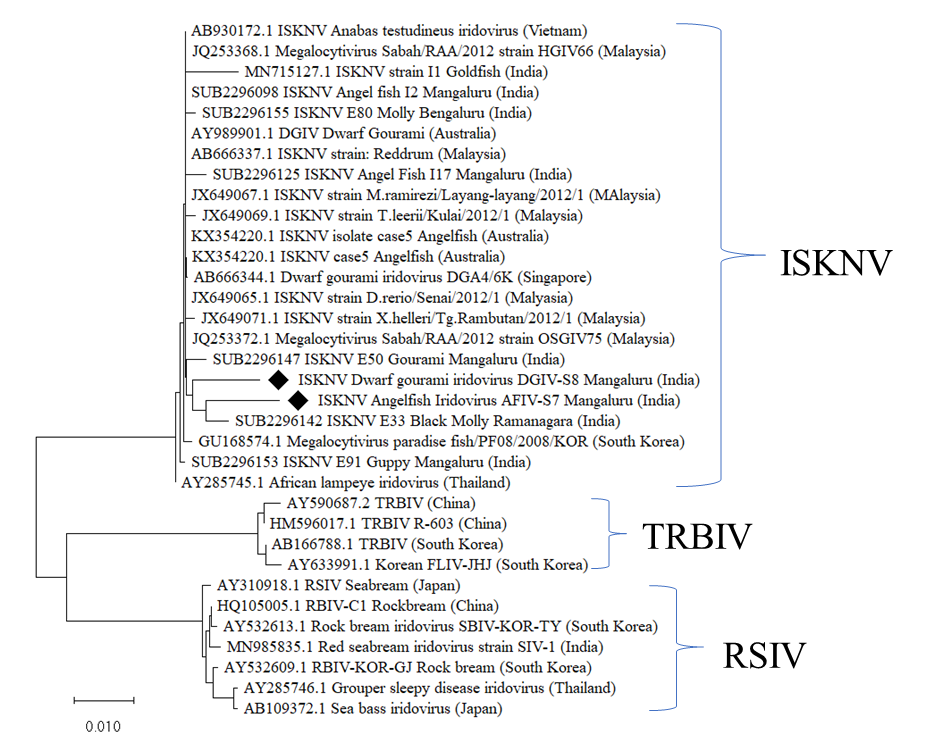 AB930172.1 ISKNV Anabas testudineus iridovirus (Vietnam)
JQ253368.1 Megalocytivirus Sabah/RAA/2012 strain HGIV66 (Malaysia)
MN715127.1 ISKNV strain I1 Goldfish (India)
SUB2296098 ISKNV Angel fish I2 Mangaluru (India)
SUB2296155 ISKNV E80 Molly Bengaluru (India)
AY989901.1 DGIV Dwarf Gourami (Australia)
AB666337.1 ISKNV strain: Reddrum (Malaysia)
SUB2296125 ISKNV Angel Fish I17 Mangaluru (India)
JX649067.1 ISKNV strain M.ramirezi/Layang-layang/2012/1 (MAlaysia)
JX649069.1 ISKNV strain T.leerii/Kulai/2012/1 (Malaysia)
KX354220.1 ISKNV isolate case5 Angelfish (Australia)
KX354220.1 ISKNV case5 Angelfish (Australia)
AB666344.1 Dwarf gourami iridovirus DGA4/6K (Singapore)
JX649065.1 ISKNV strain D.rerio/Senai/2012/1 (Malyasia)
JX649071.1 ISKNV strain X.helleri/Tg.Rambutan/2012/1 (Malaysia)
JQ253372.1 Megalocytivirus Sabah/RAA/2012 strain OSGIV75 (Malaysia)
SUB2296147 ISKNV E50 Gourami Mangaluru (India)
ISKNV Dwarf gourami iridovirus DGIV-S8 Mangaluru (India)
ISKNV Angelfish Iridovirus AFIV-S7 Mangaluru (India)
SUB2296142 ISKNV E33 Black Molly Ramanagara (India)
GU168574.1 Megalocytivirus paradise fish/PF08/2008/KOR (South Korea)
SUB2296153 ISKNV E91 Guppy Mangaluru (India)
AY285745.1 African lampeye iridovirus (Thailand)
ISKNV
AY590687.2 TRBIV (China)
HM596017.1 TRBIV R-603 (China)
AB166788.1 TRBIV (South Korea)
AY633991.1 Korean FLIV-JHJ (South Korea)
TRBIV
AY310918.1 RSIV Seabream (Japan)
HQ105005.1 RBIV-C1 Rockbream (China)
AY532613.1 Rock bream iridovirus SBIV-KOR-TY (South Korea)
MN985835.1 Red seabream iridovirus strain SIV-1 (India)
AY532609.1 RBIV-KOR-GJ Rock bream (South Korea)
AY285746.1 Grouper sleepy disease iridovirus (Thailand)
AB109372.1 Sea bass iridovirus (Japan)
RSIV
0.010